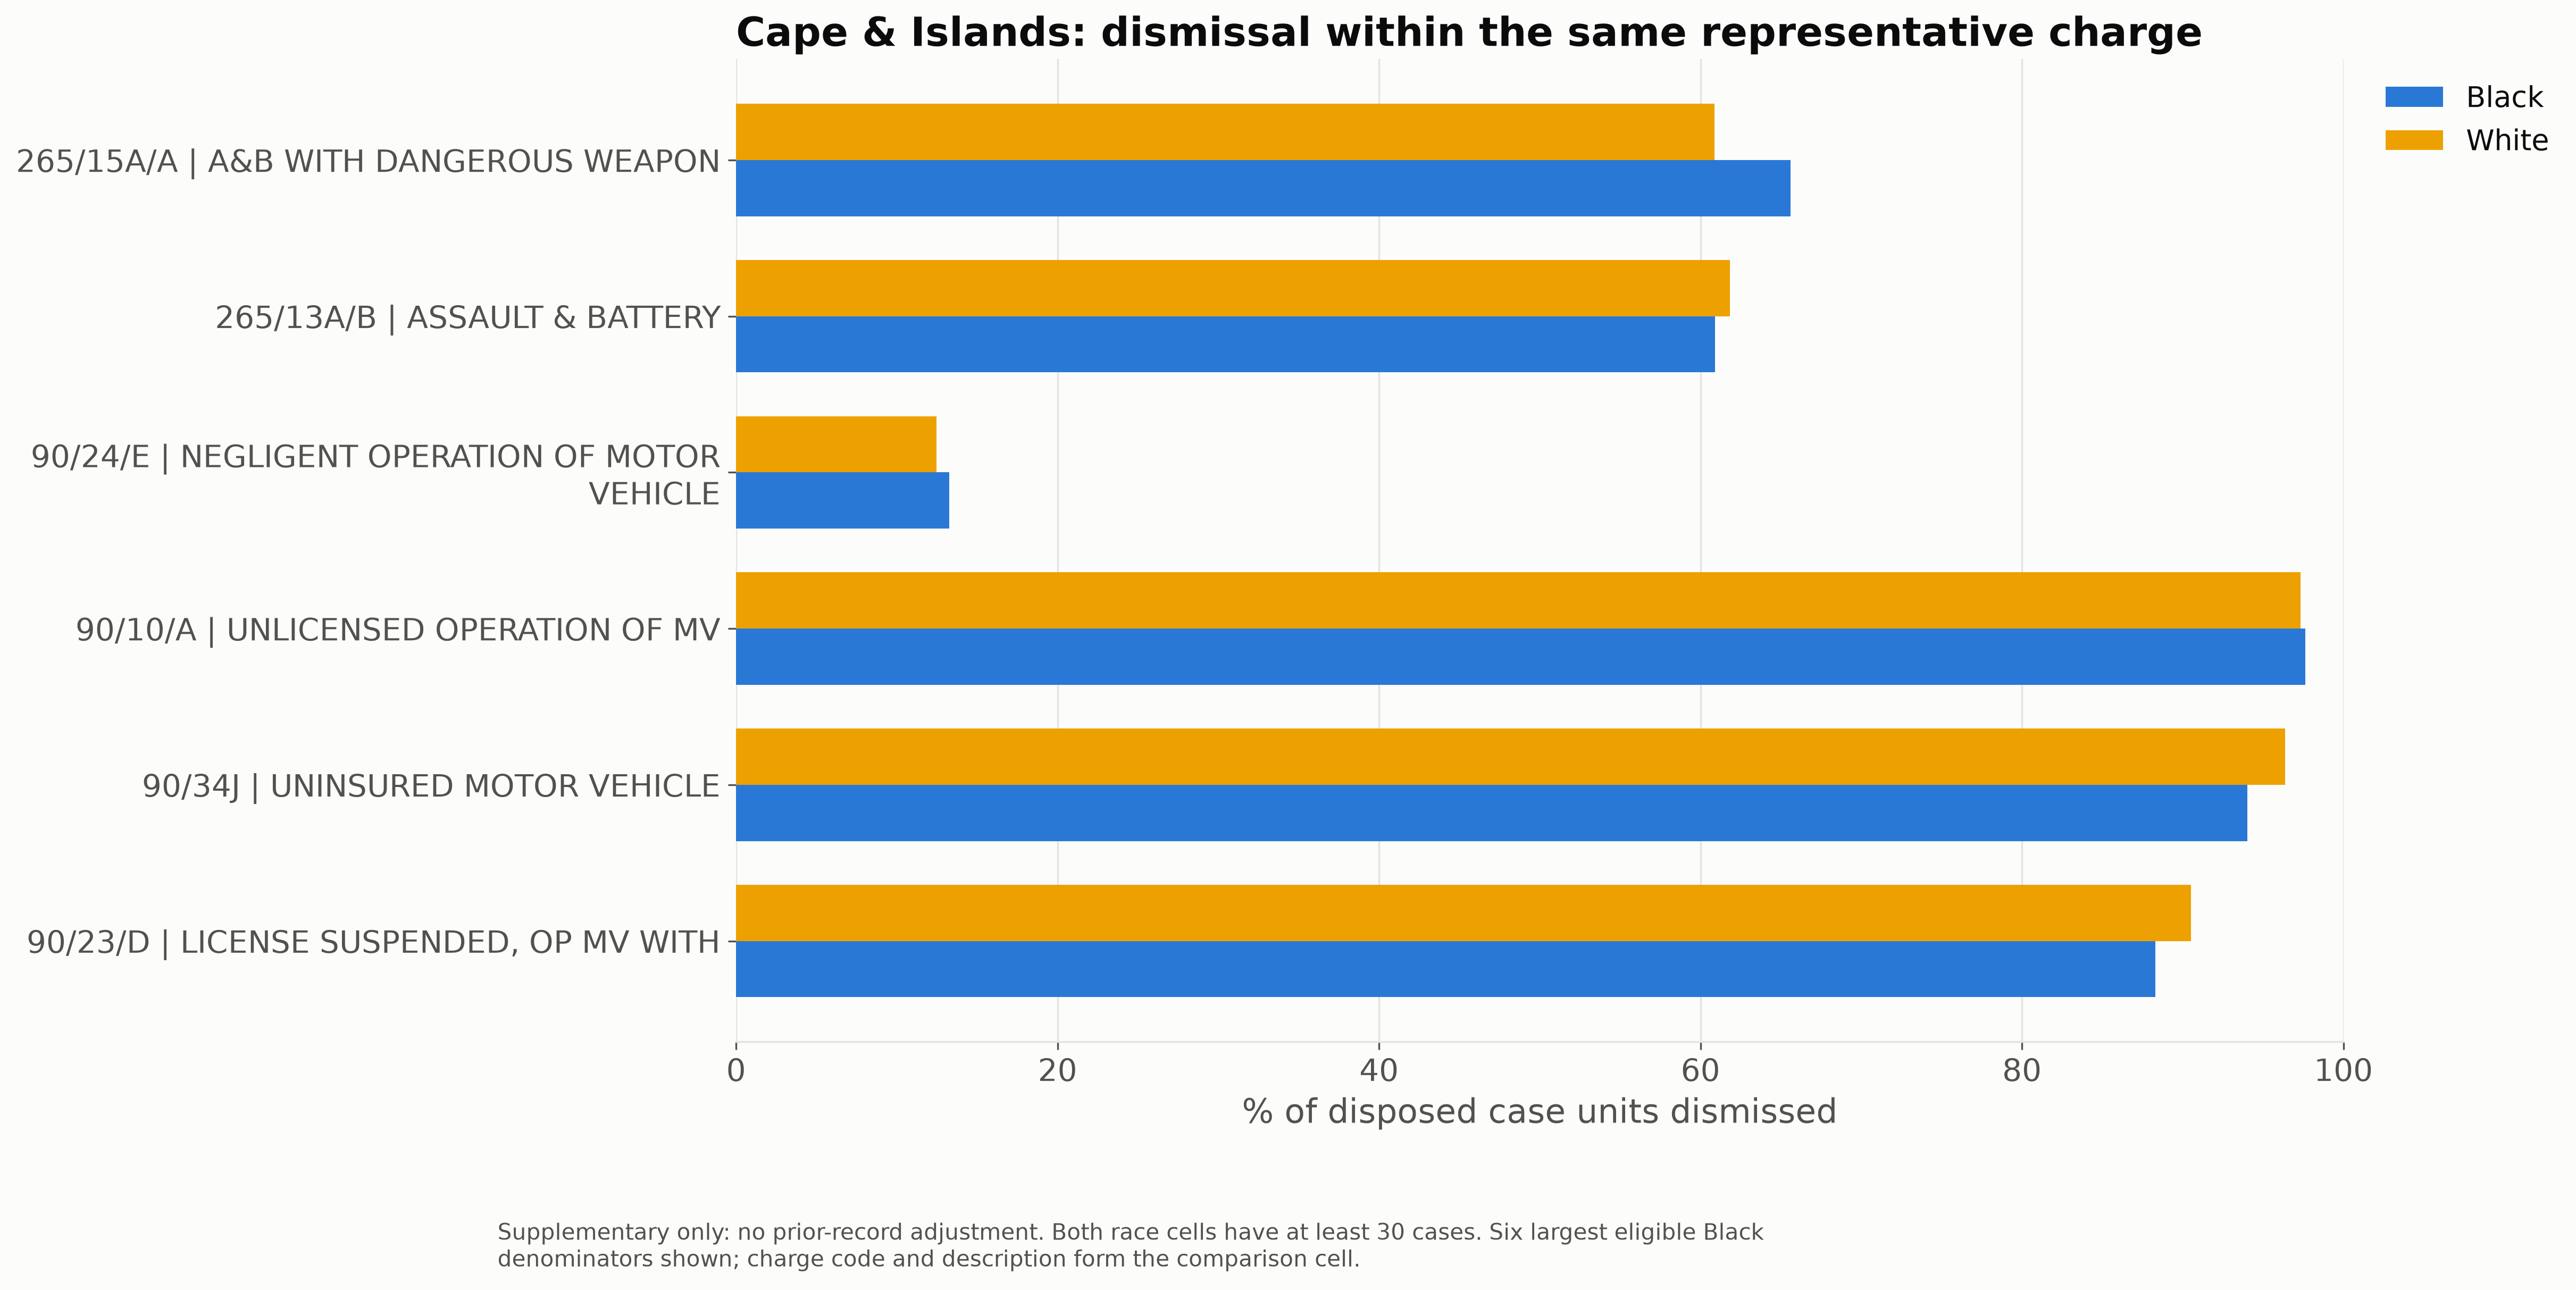 Cape & Islands: dismissal within the same representative charge
Black
White
265/15A/A | A&B WITH DANGEROUS WEAPON
265/13A/B | ASSAULT & BATTERY
90/24/E | NEGLIGENT OPERATION OF MOTOR
VEHICLE
90/10/A | UNLICENSED OPERATION OF MV
90/34J | UNINSURED MOTOR VEHICLE
90/23/D | LICENSE SUSPENDED, OP MV WITH
0 20 40 60 80 100
% of disposed case units dismissed
Supplementary only: no prior-record adjustment. Both race cells have at least 30 cases. Six largest eligible Black
denominators shown; charge code and description form the comparison cell.